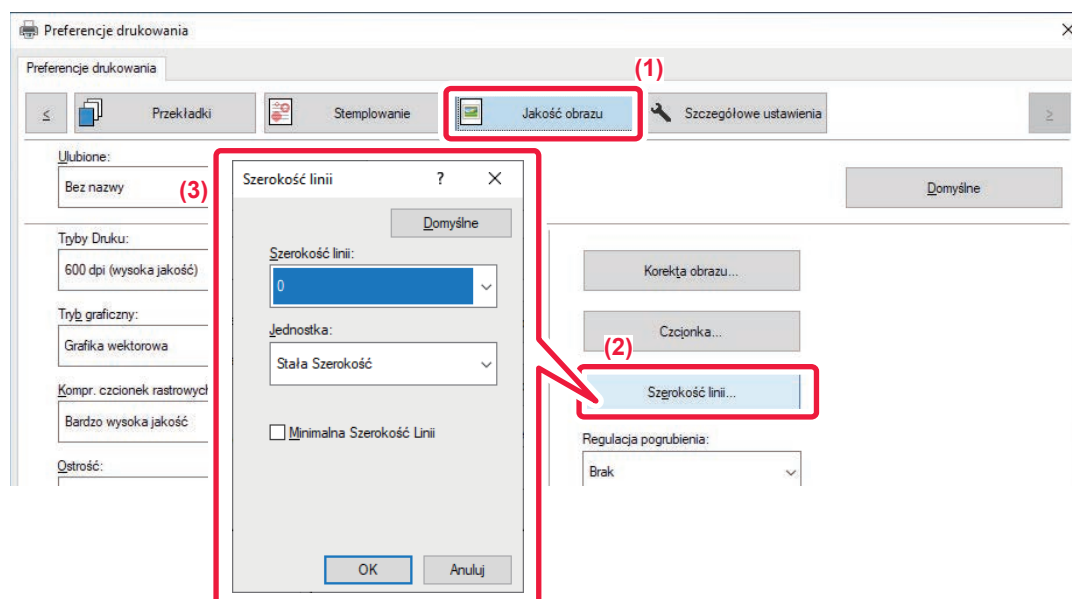 Preferencje drukowania
Preferencje drukowania
(1)
≤
Przekładki
Stemplowanie
Jakość obrazu
Szczegółowe ustawienia
≥
Ulubione:
Bez nazwy
(3)
Domyślne
Szerokość linii
?
Domyślne
Szerokość linii:
0
Jednostka:
Stała Szerokość
Minimalna Szerokość Linii
OK
Anuluj
Tryby Druku:
600 dpi (wysoka jakość)
Tryb graficzny:
Grafika wektorowa
Kompr. czcionek rastrowych
Bardzo wysoka jakość
Ostrość:
Korekta obrazu...
Czcionka...
(2)
Szerokość linii...
Regulacja pogrubienia:
Brak